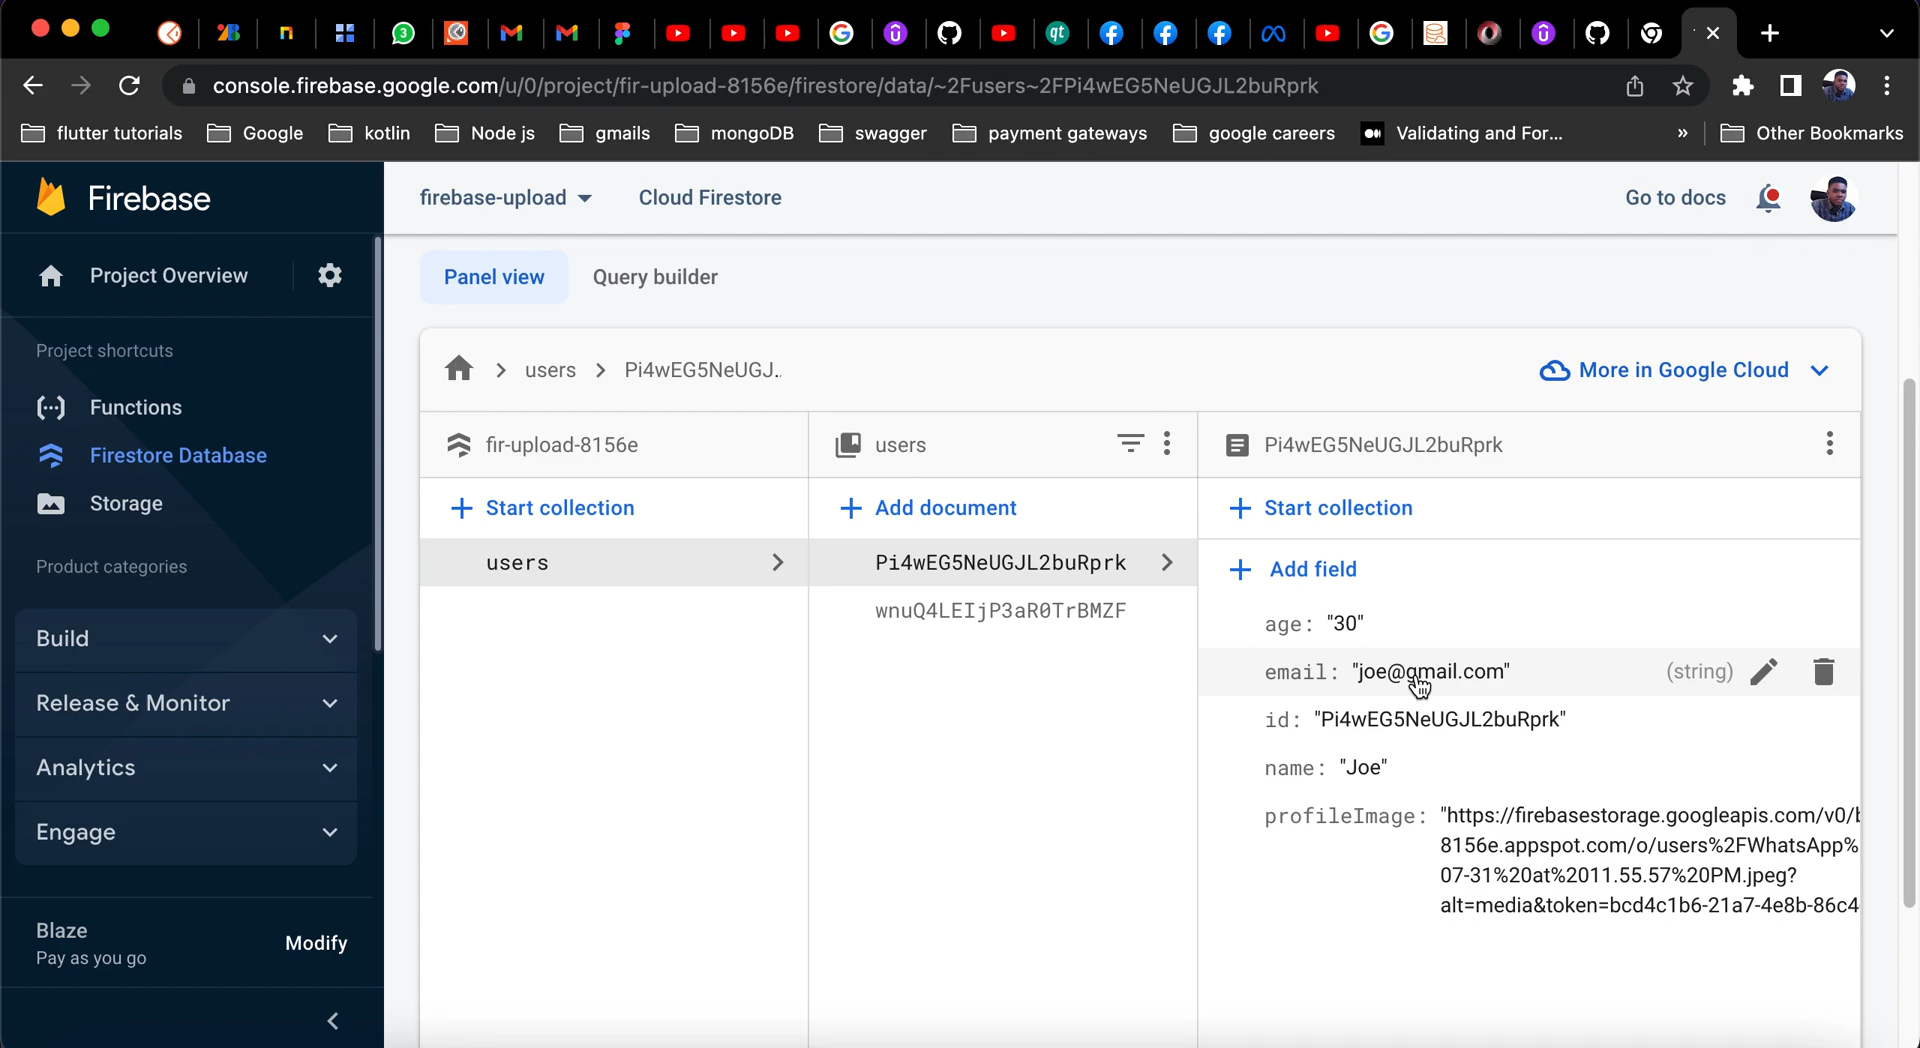 3
qt
console.firebase.google.com/u/0/project/fir-upload-8156e/firestore/data/~2Fusers~2FPi4wEG5NeUGJL2buRprk
flutter tutorials
Google
kotlin
Node js
gmails
mongoDB
swagger
payment gateways
google careers
Validating and For...
»
Other Bookmarks
Firebase
firebase-upload
Cloud Firestore
Go to docs
Project Overview
Panel view
Query builder
Project shortcuts
users
Pi4wEG5NeUGJ..
More in Google Cloud
Functions
Firestore Database
Storage
fir-upload-8156e
users
Pi4wEG5NeUGJL2buRprk
Start collection
Add document
Start collection
Product categories
users
Pi4wEG5NeUGJL2buRprk
Add field
wnuQ4LEIjP3aR0TrBMZF
age: "30"
Build
email: "joe@gmail.com"
(string)
Release & Monitor
id: "Pi4wEG5NeUGJL2buRprk"
Analytics
name: "Joe"
profileImage: "https://firebasestorage.googleapis.com/v0/b
8156e.appspot.com/o/users%2FWhatsApp%
07-31%20at%2011.55.57%20PM.jpeg?
alt=media&token=bcd4c1b6-21a7-4e8b-86c4
Engage
Blaze
Pay as you go
Modify